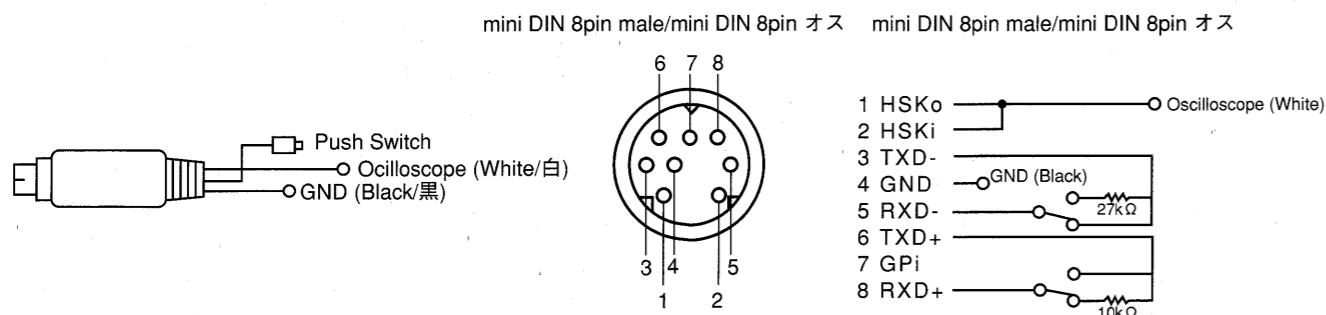 mini DIN 8pin male/mini DIN 8pin オス
mini DIN 8pin male/mini DIN 8pin オス
Push Switch
Ocilloscope (White/白)
GND (Black/黒)
6 7 8
3 4 5
1 2
1 HSKo
Oscilloscope (White)
2 HSKi
3 TXD-
4 GND
GND (Black)
5 RXD-
27kΩ
6 TXD+
7 GPi
8 RXD+
10kΩ